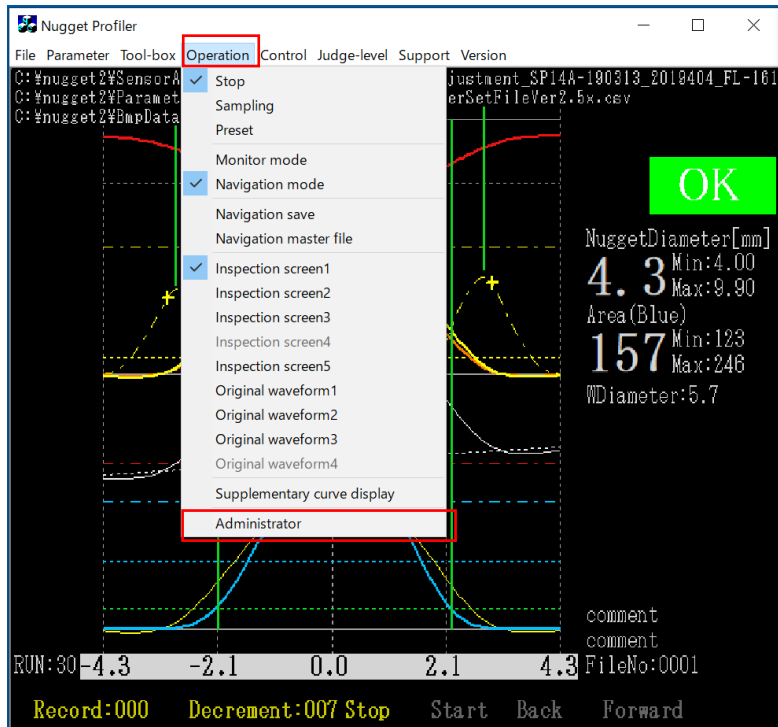 Nugget Profiler
File Parameter Tool-box Operation Control Judge-level Support Version
C:¥nugget2¥SensorA justment_SP14A-190313_2019404_FL-161
C:¥nugget2¥Paramet erSetFileVer2.5x.csv
C:¥nugget2¥BmpData
Stop
Sampling
Preset
Monitor mode
Navigation mode
Navigation save
Navigation master file
Inspection screen1
Inspection screen2
Inspection screen3
Inspection screen4
Inspection screen5
Original waveform1
Original waveform2
Original waveform3
Original waveform4
Supplementary curve display
Administrator
OK
NuggetDiameter[mm]
4.3 Min:4.00
Max:9.90
Area(Blue)
157 Min:123
Max:246
WDiameter:5.7
comment
comment
RUN:30 -4.3 -2.1 0.0 2.1 4.3 FileNo:0001
Record:000 Decrement:007 Stop Start Back Forward